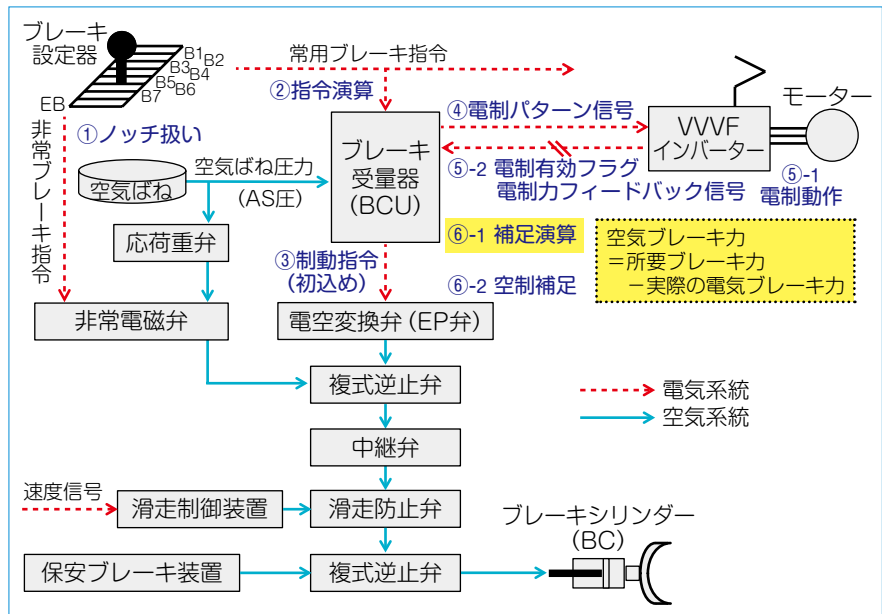 ブレーキ
設定器
B1
B2
B3
B4
B5
B6
B7
EB
常用ブレーキ指令
②指令演算
①ノッチ扱い
非常ブレーキ指令
④電制パターン信号
VVVF
インバーター
モーター
⑤-1
電制動作
ブレーキ
受量器
(BCU)
⑤-2 電制有効フラグ
電制力フィードバック信号
空気ばね
空気ばね圧力
(AS圧)
応荷重弁
⑥-1 補足演算
空気ブレーキ力
=所要ブレーキ力
-実際の電気ブレーキ力
③制動指令
(初込め)
⑥-2 空制補足
非常電磁弁
電空変換弁(EP弁)
複式逆止弁
電気系統
空気系統
中継弁
速度信号
滑走制御装置
滑走防止弁
ブレーキシリンダー
(BC)
保安ブレーキ装置
複式逆止弁